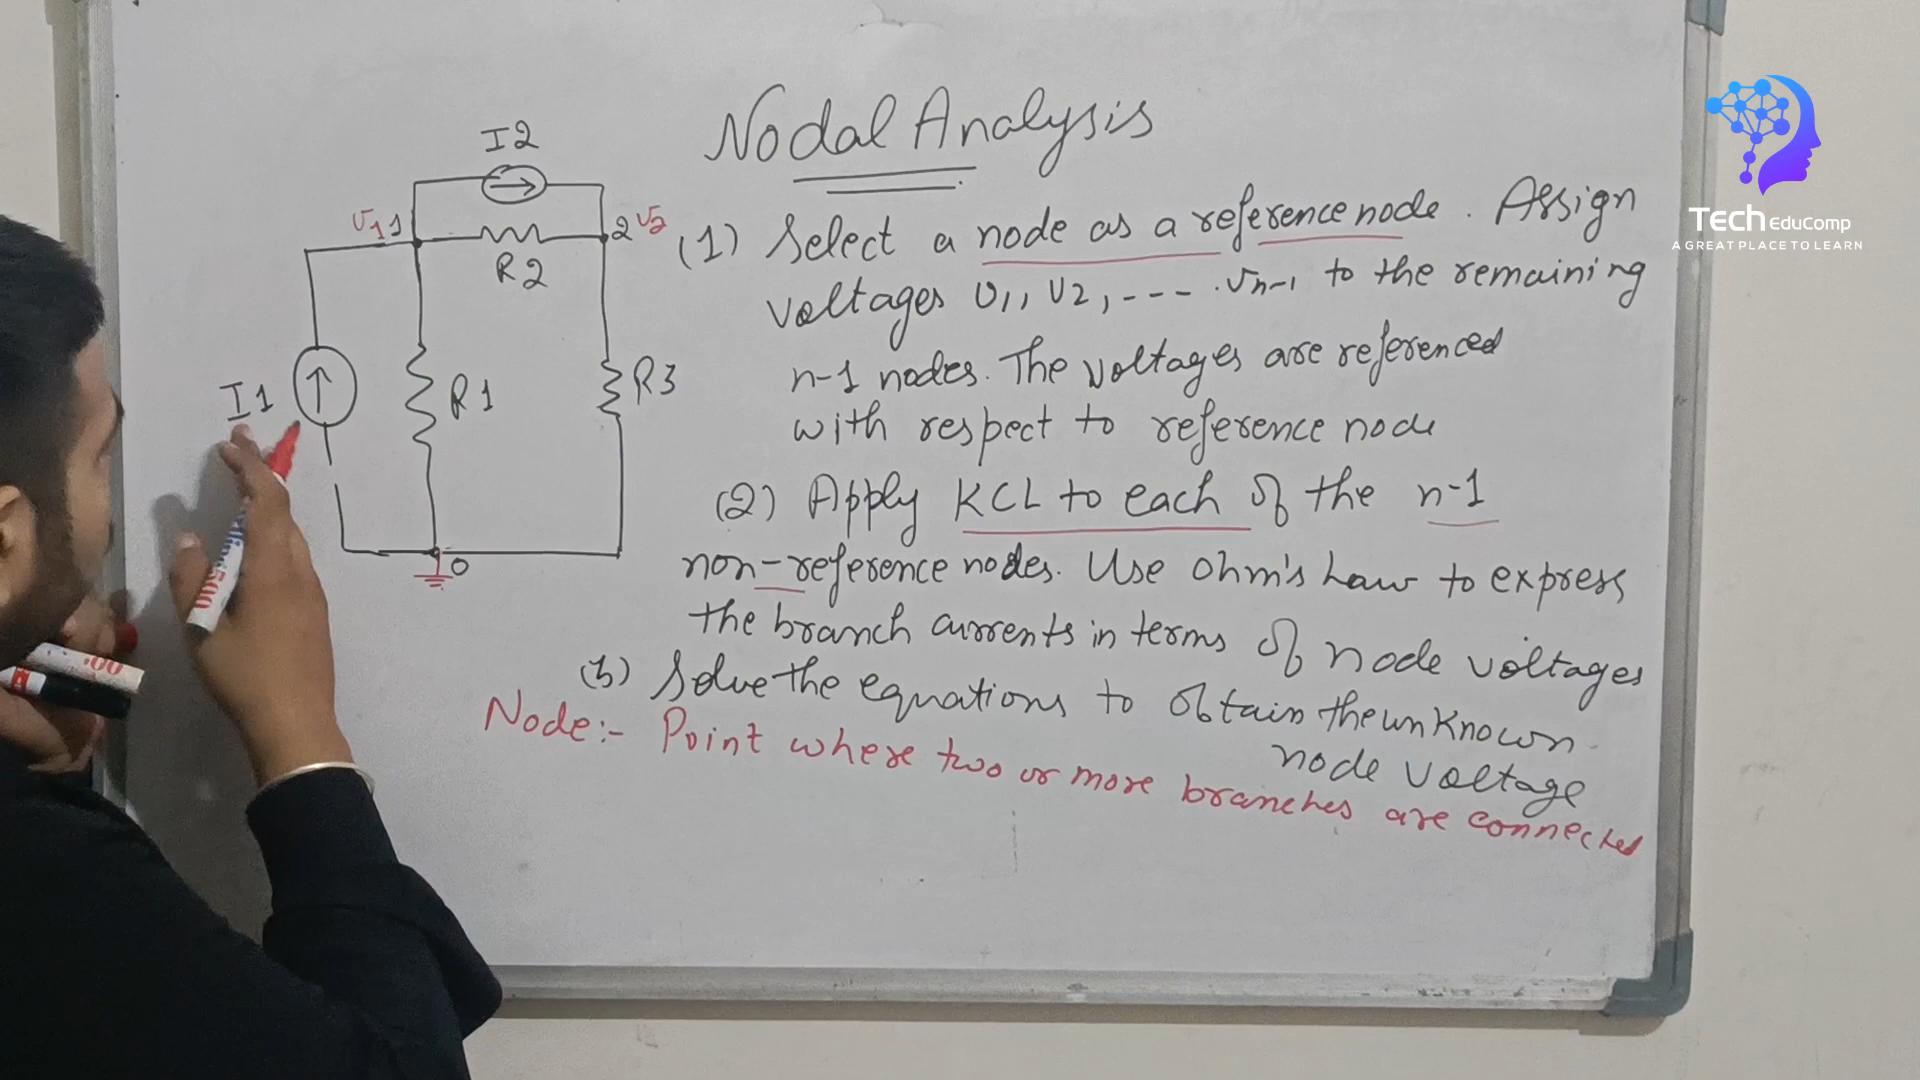 Nodal Analysis
I2
V1 1
2 V2
R2
I1
R1
R3
0
(1) Select a node as a reference node. Assign
voltages V1, V2, ---. Vn-1 to the remaining
n-1 nodes. The voltages are referenced
with respect to reference node
(2) Apply KCL to each of the n-1
non-reference nodes. Use ohm's Law to express
the branch currents in terms of node voltages
(3) Solve the equations to obtain the unknown
node voltage
Node:- Point where two or more branches are connected
Tech EduComp
A GREAT PLACE TO LEARN
500
00